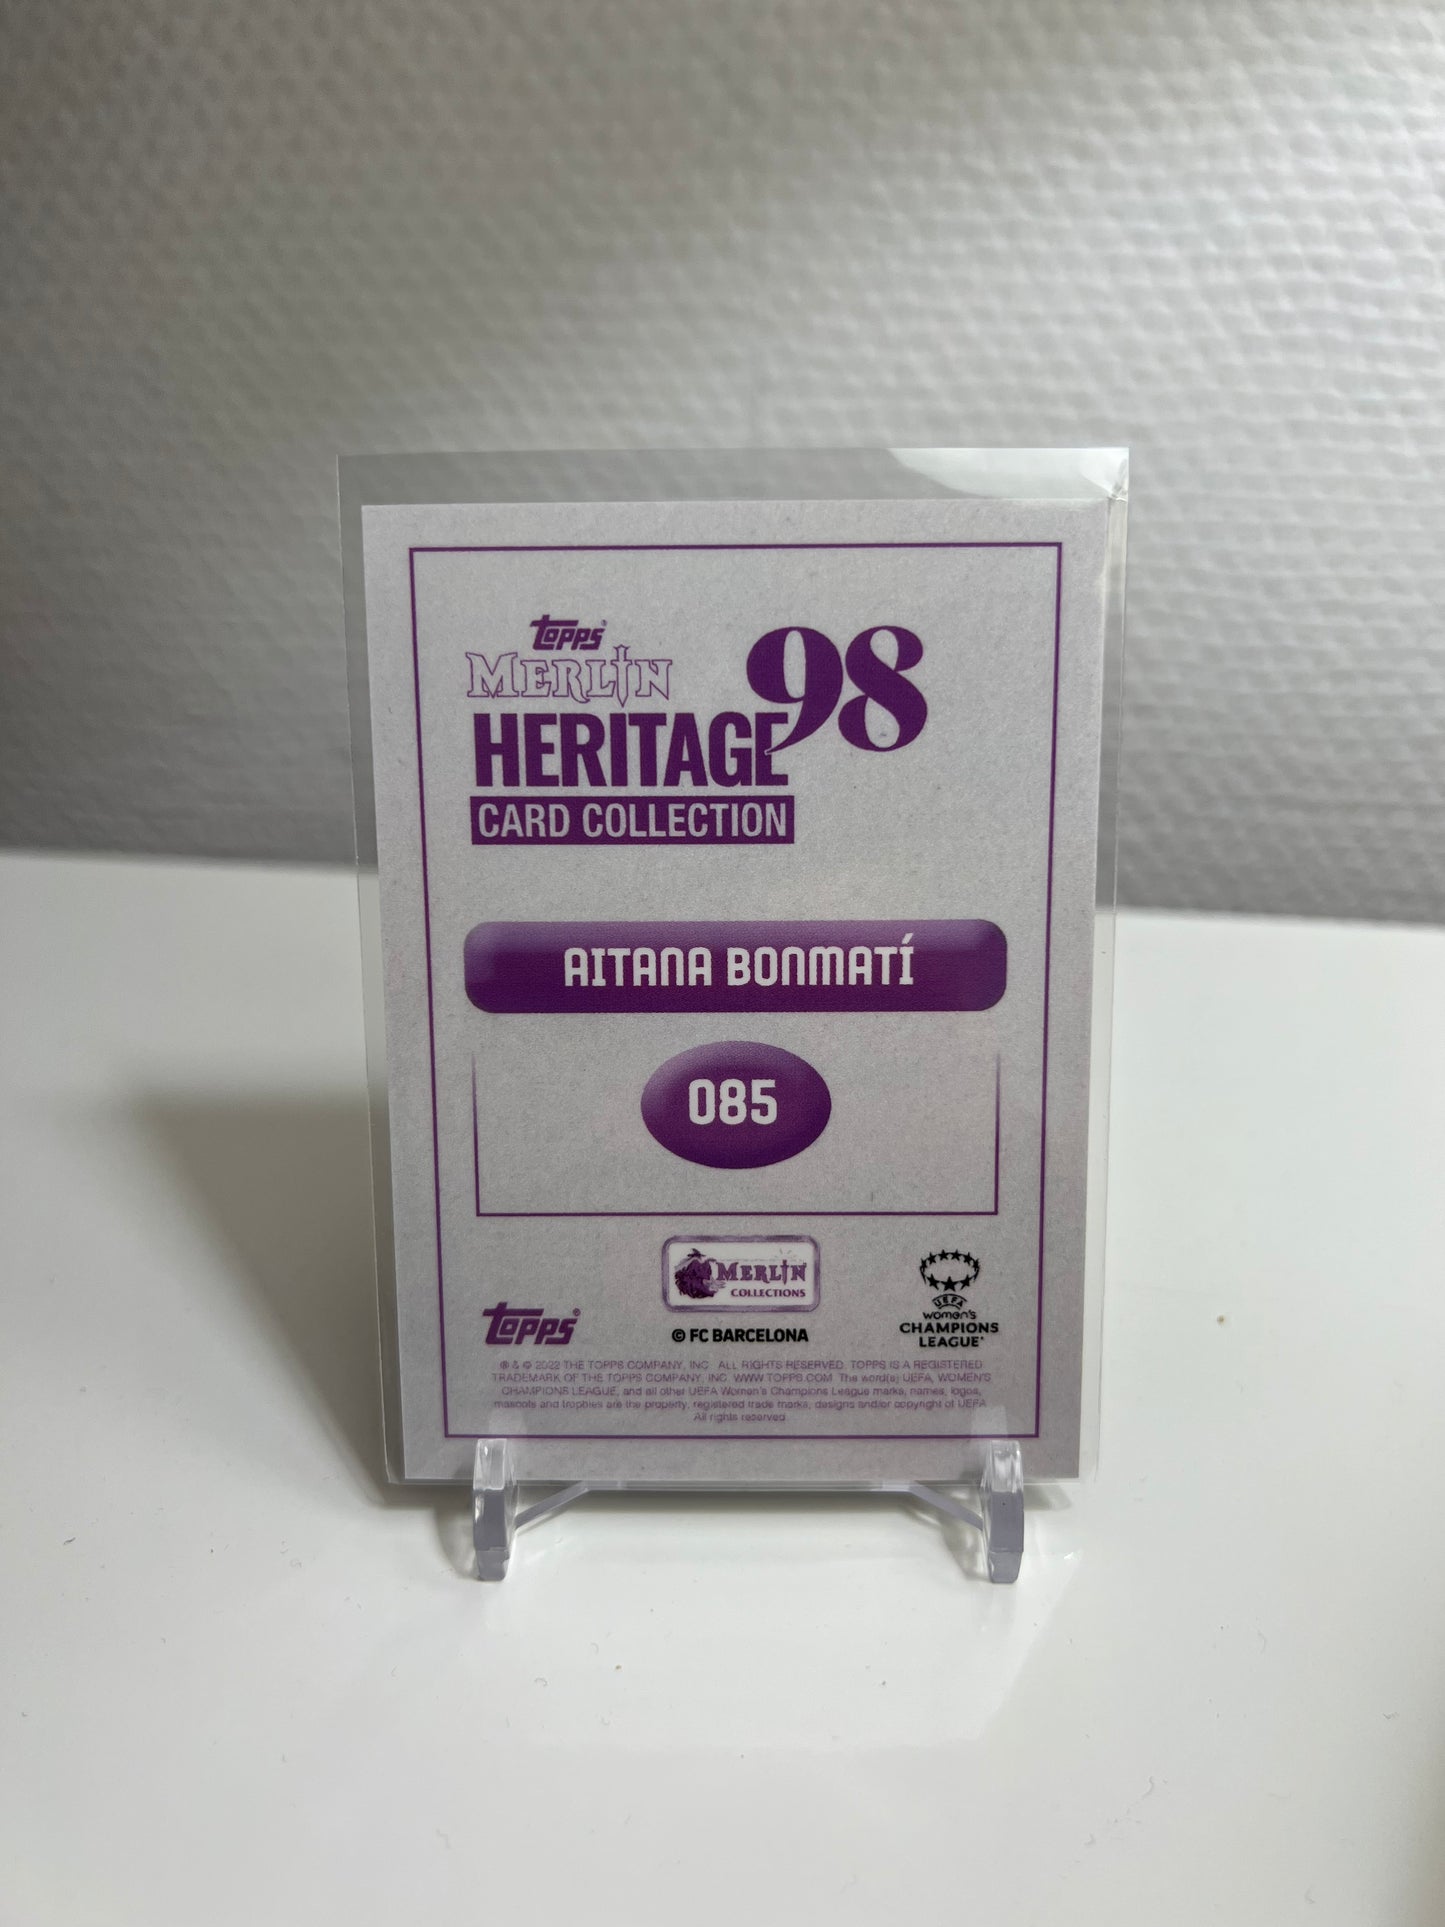 TOPPS®
MERLIN
HERITAGE 98
CARD COLLECTION
AITANA BONMATÍ
085
MERLIN
COLLECTIONS
TOPPS®
© FC BARCELONA
UEFA
WOMEN'S
CHAMPIONS
LEAGUE
® & © 2022 THE TOPPS COMPANY, INC. ALL RIGHTS RESERVED. TOPPS IS A REGISTERED
TRADEMARK OF THE TOPPS COMPANY, INC. WWW.TOPPS.COM. The word(s) UEFA, WOMEN'S
CHAMPIONS LEAGUE, and all other UEFA Women's Champions League marks, names, logos,
mascots and trophies are the property, registered trade marks, designs and/or copyright of UEFA.
All rights reserved.